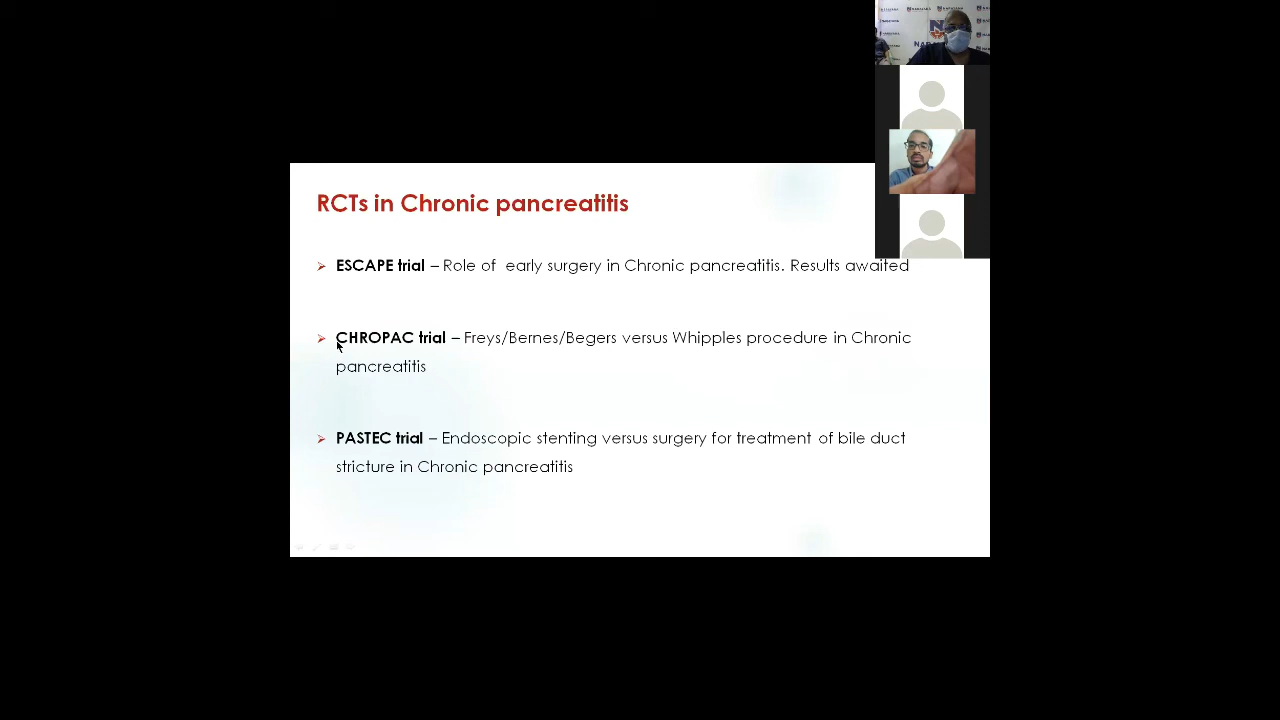 RCTs in Chronic pancreatitis
ESCAPE trial – Role of early surgery in Chronic pancreatitis. Results awaited
CHROPAC trial – Freys/Bernes/Begers versus Whipples procedure in Chronic
pancreatitis
PASTEC trial – Endoscopic stenting versus surgery for treatment of bile duct
stricture in Chronic pancreatitis